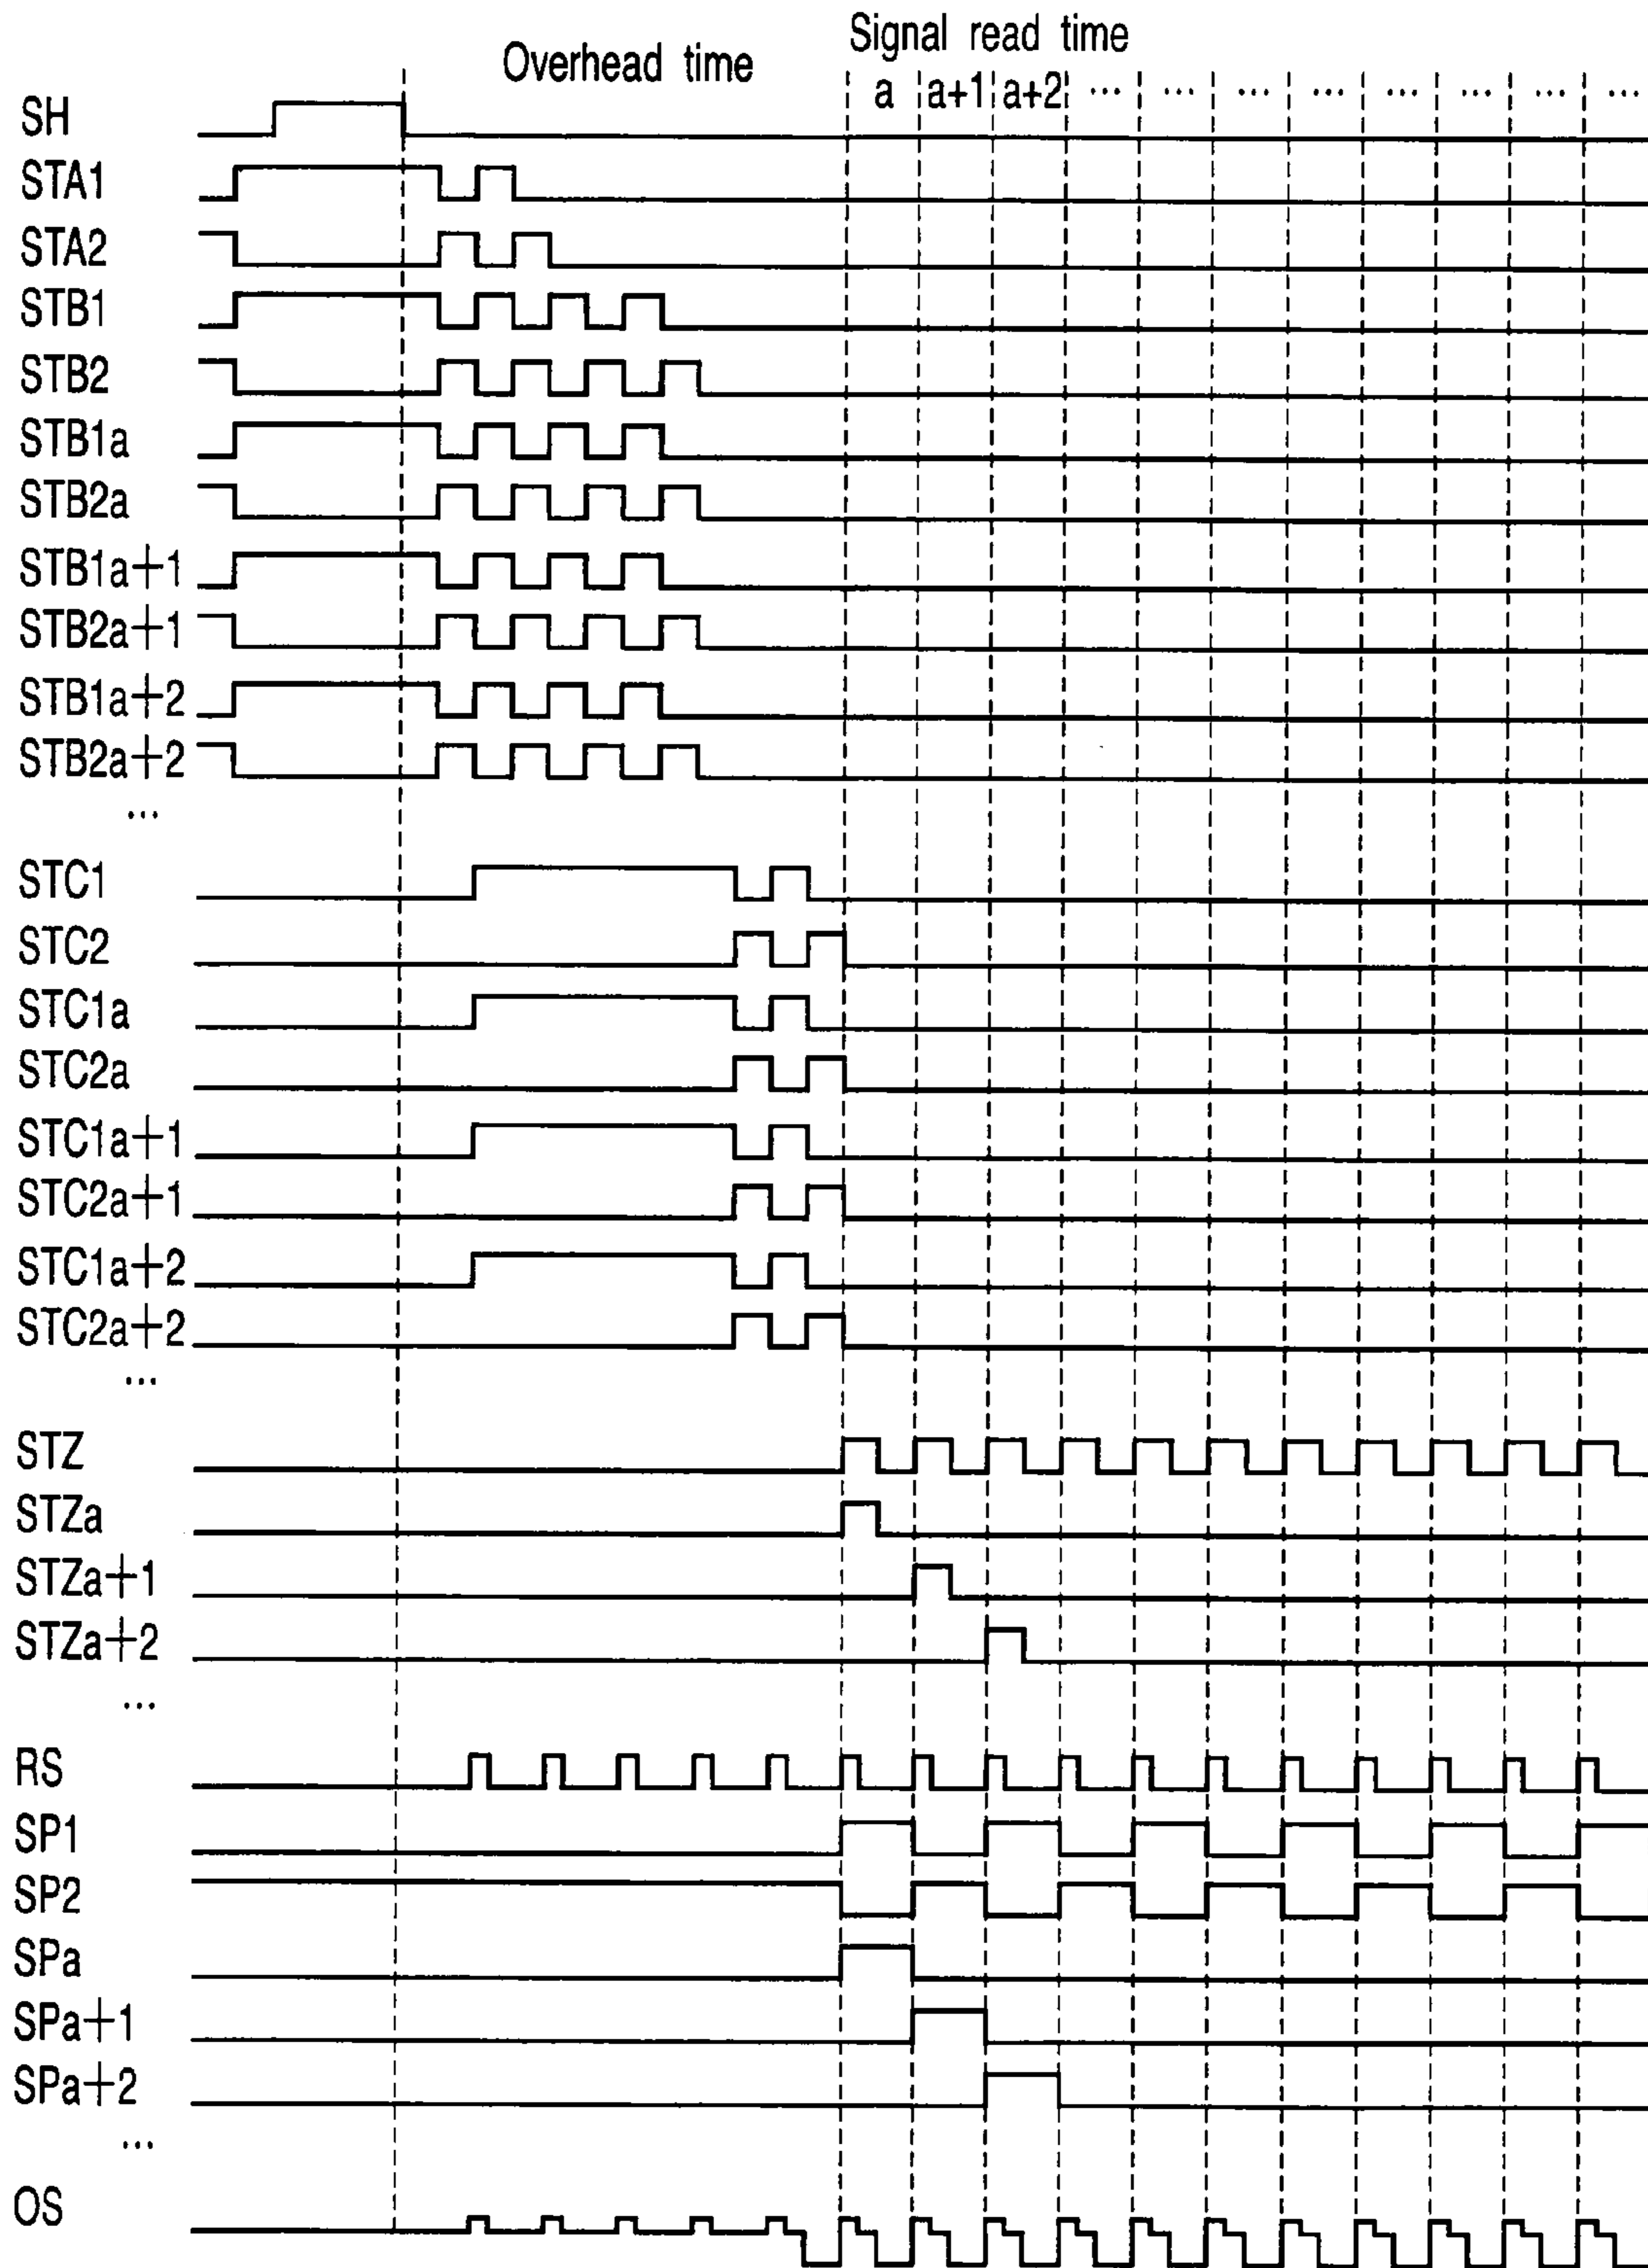 Signal read time
Overhead time
a a+1 a+2 ... ... ... ... ... ... ... ...
SH
STA1
STA2
STB1
STB2
STB1a
STB2a
STB1a+1
STB2a+1
STB1a+2
STB2a+2
...
STC1
STC2
STC1a
STC2a
STC1a+1
STC2a+1
STC1a+2
STC2a+2
...
STZ
STZa
STZa+1
STZa+2
...
RS
SP1
SP2
SPa
SPa+1
SPa+2
...
OS